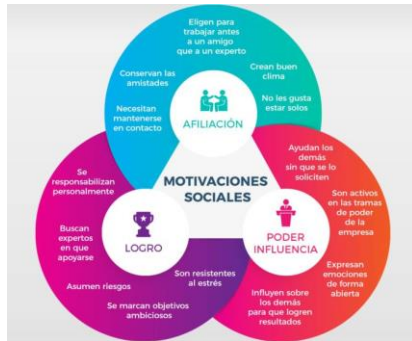 Eligen para
trabajar antes
a un amigo
que a un experto
Conservan las
amistades
Crean buen
clima
Necesitan
mantenerse
en contacto
No les gusta
estar solos
AFILIACIÓN
MOTIVACIONES
SOCIALES
Se
responsabilizan
personalmente
Buscan
expertos
en que
apoyarse
Asumen riesgos
Se marcan objetivos
ambiciosos
Son resistentes
al estrés
LOGRO
Ayudan los
demás
sin que se lo
soliciten
Son activos
en las tramas
de poder
de la
empresa
Expresan
emociones
de forma
abierta
Influyen sobre
los demás
para que logren
resultados
PODER
INFLUENCIA